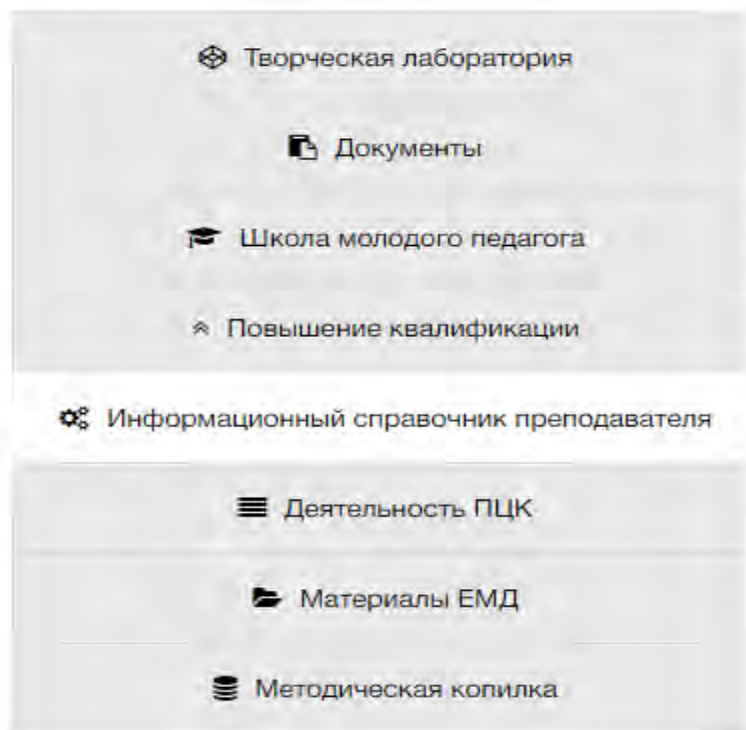 Творческая лаборатория
Документы
Школа молодого педагога
Повышение квалификации
Информационный справочник преподавателя
Деятельность ПЦК
Материалы ЕМД
Методическая копилка